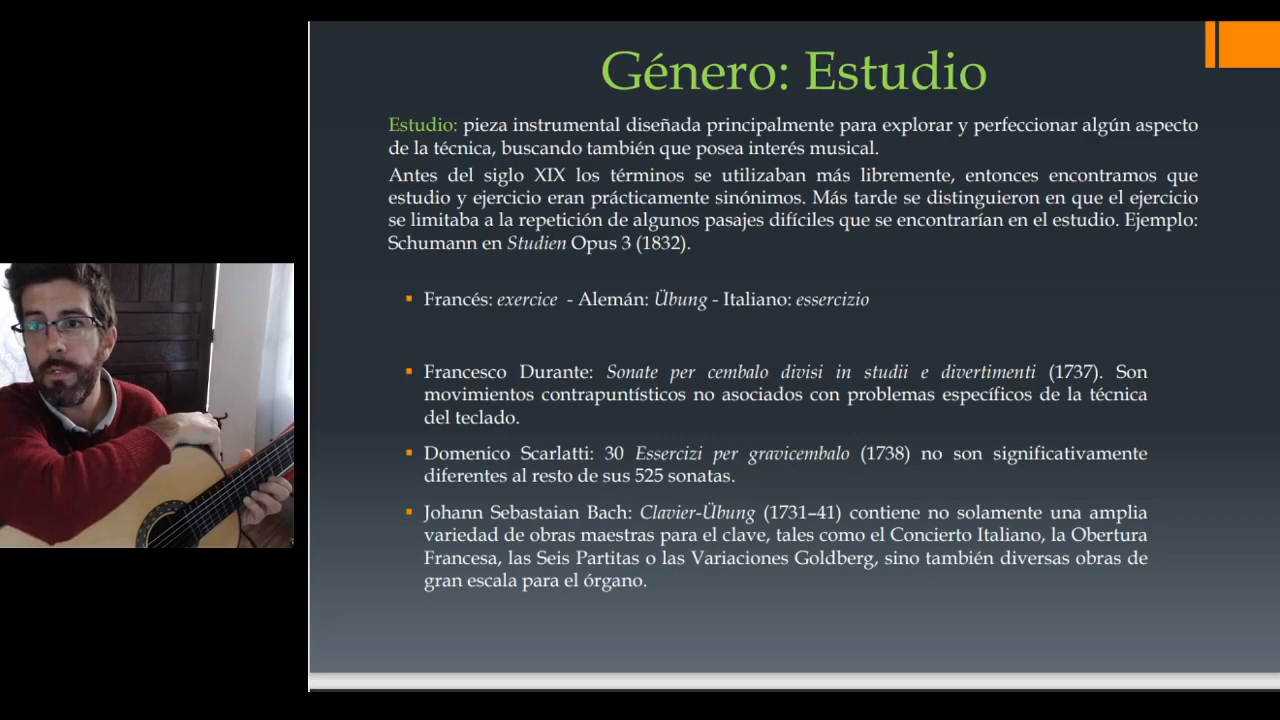 Género: Estudio
Estudio: pieza instrumental diseñada principalmente para explorar y perfeccionar algún aspecto
de la técnica, buscando también que posea interés musical.
Antes del siglo XIX los términos se utilizaban más libremente, entonces encontramos que
estudio y ejercicio eran prácticamente sinónimos. Más tarde se distinguieron en que el ejercicio
se limitaba a la repetición de algunos pasajes difíciles que se encontrarían en el estudio. Ejemplo:
Schumann en Studien Opus 3 (1832).
▪ Francés: exercice - Alemán: Übung - Italiano: essercizio
▪ Francesco Durante: Sonate per cembalo divisi in studii e divertimenti (1737). Son
movimientos contrapuntísticos no asociados con problemas específicos de la técnica
del teclado.
▪ Domenico Scarlatti: 30 Essercizi per gravicembalo (1738) no son significativamente
diferentes al resto de sus 525 sonatas.
▪ Johann Sebastaian Bach: Clavier-Übung (1731–41) contiene no solamente una amplia
variedad de obras maestras para el clave, tales como el Concierto Italiano, la Obertura
Francesa, las Seis Partitas o las Variaciones Goldberg, sino también diversas obras de
gran escala para el órgano.